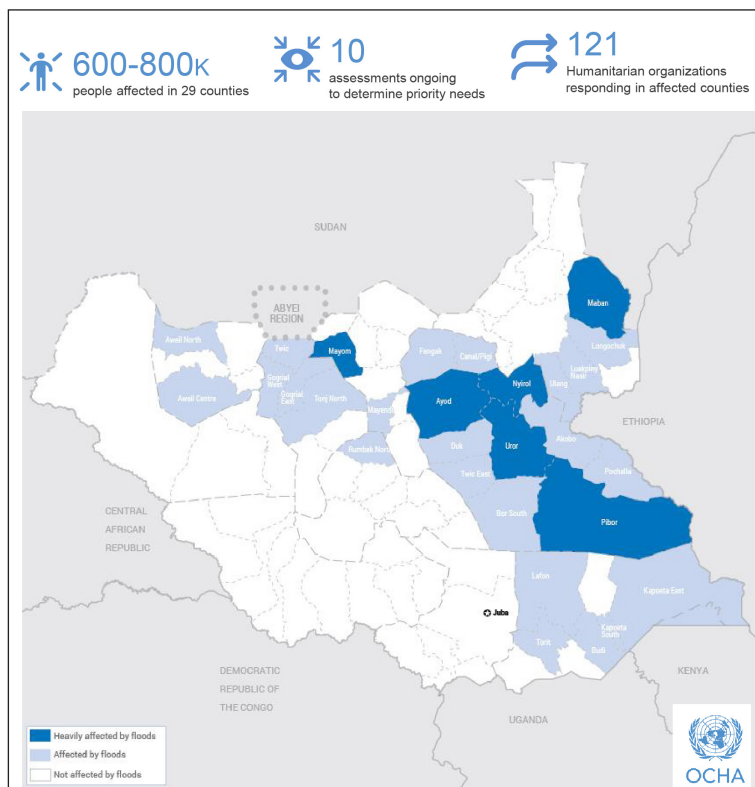 600-800K
people affected in 29 counties
10
assessments ongoing
to determine priority needs
121
Humanitarian organizations
responding in affected counties
SUDAN
ABYEI
REGION
Maban
Aweil North
Twic
Mayom
Fangak
Canal/Pigi
Longochuk
Luakpiny
Nasir
Ulang
Nyirol
Gogrial
West
Gogrial
East
Tonj North
Aweil Centre
Mayendit
Ayod
ETHIOPIA
Rumbek North
Duk
Uror
Akobo
Twic East
Pochalla
Bor South
Pibor
CENTRAL
AFRICAN
REPUBLIC
Lafon
Kapoeta East
Juba
Kapoeta
South
Torit
Budi
DEMOCRATIC
REPUBLIC OF
THE CONGO
KENYA
UGANDA
Heavily affected by floods
Affected by floods
Not affected by floods
OCHA